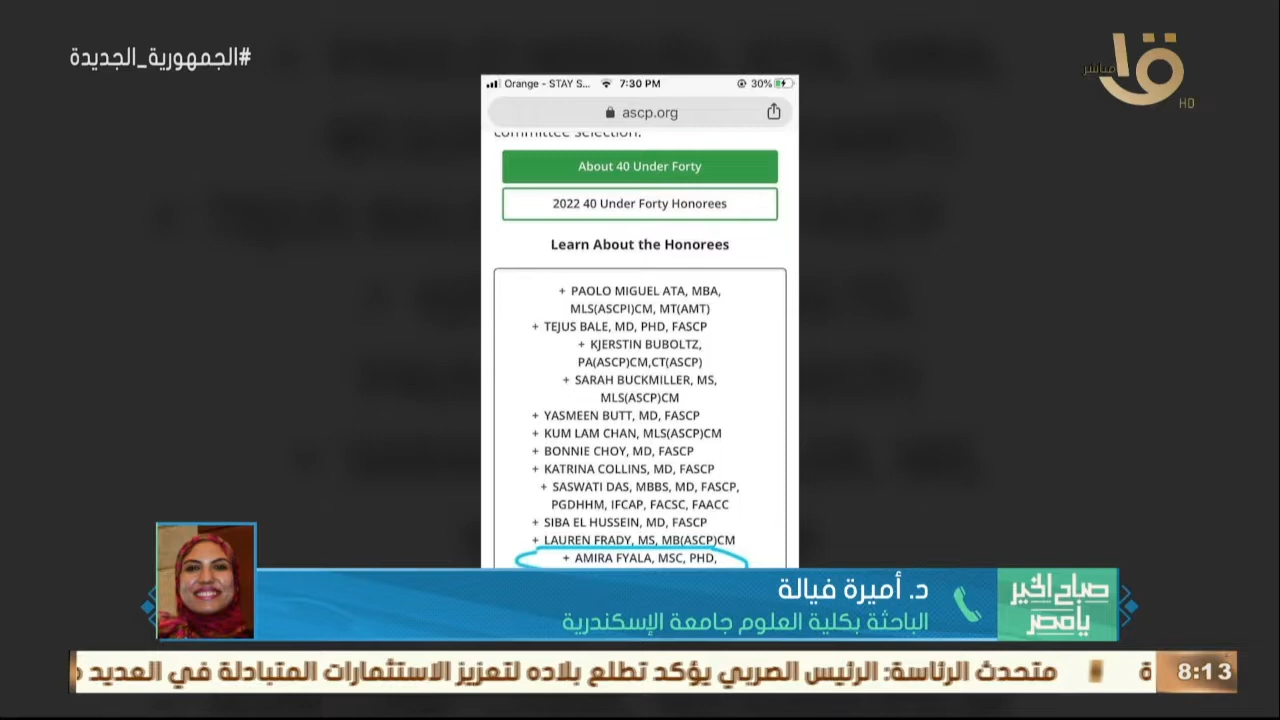 #الجمهورية_الجديدة
مباشر
HD
Orange - STAY S... 7:30 PM 30%
ascp.org
committee selection.
About 40 Under Forty
2022 40 Under Forty Honorees
Learn About the Honorees
+ PAOLO MIGUEL ATA, MBA,
MLS(ASCPI)CM, MT(AMT)
+ TEJUS BALE, MD, PHD, FASCP
+ KJERSTIN BUBOLTZ,
PA(ASCP)CM,CT(ASCP)
+ SARAH BUCKMILLER, MS,
MLS(ASCP)CM
+ YASMEEN BUTT, MD, FASCP
+ KUM LAM CHAN, MLS(ASCP)CM
+ BONNIE CHOY, MD, FASCP
+ KATRINA COLLINS, MD, FASCP
+ SASWATI DAS, MBBS, MD, FASCP,
PGDHHM, IFCAP, FACSC, FAACC
+ SIBA EL HUSSEIN, MD, FASCP
+ LAUREN FRADY, MS, MB(ASCP)CM
+ AMIRA FYALA, MSC, PHD,
صباح الخير
يا مصر
د. أميرة فيالة
الباحثة بكلية العلوم جامعة الإسكندرية
8:13
ة متحدث الرئاسة: الرئيس الصربي يؤكد تطلع بلاده لتعزيز الاستثمارات المتبادلة في العديد